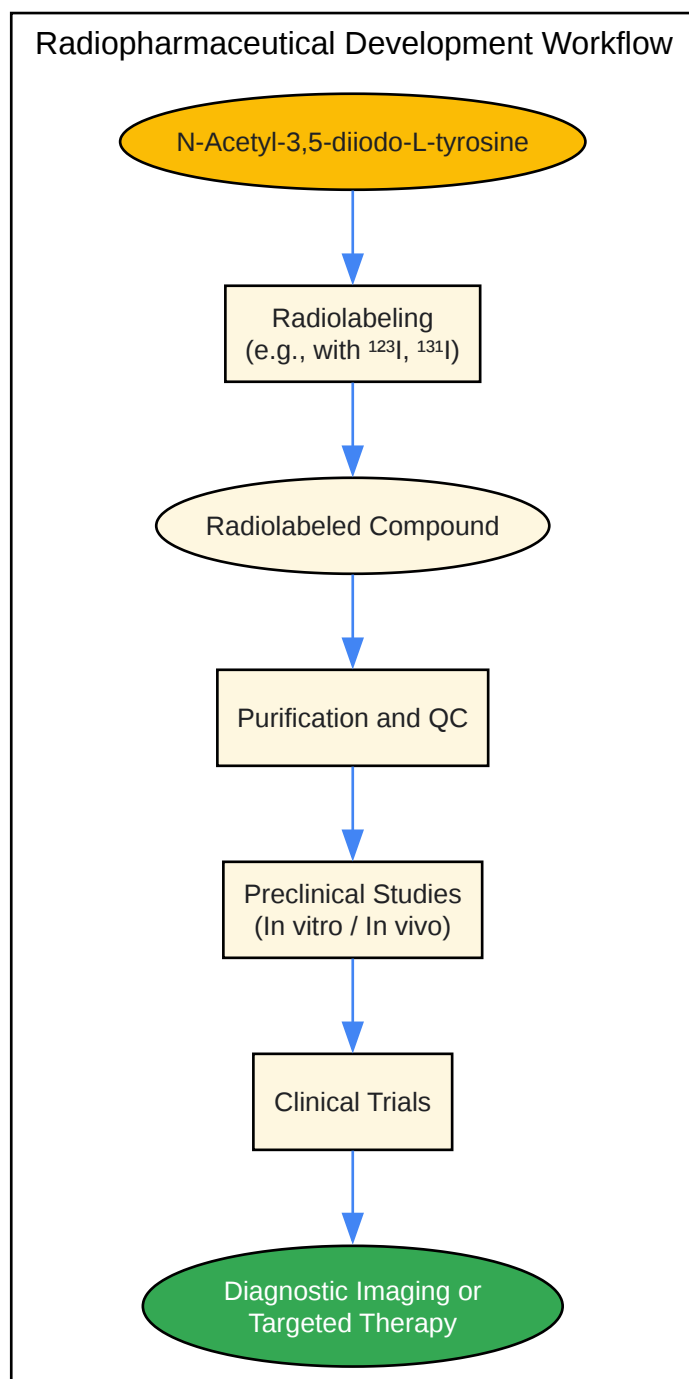 Radiopharmaceutical Development Workflow
N-Acetyl-3,5-diiodo-L-tyrosine
Radiolabeling
(e.g., with ¹²³I, ¹³¹I)
Radiolabeled Compound
Purification and QC
Preclinical Studies
(In vitro / In vivo)
Clinical Trials
Diagnostic Imaging or
Targeted Therapy